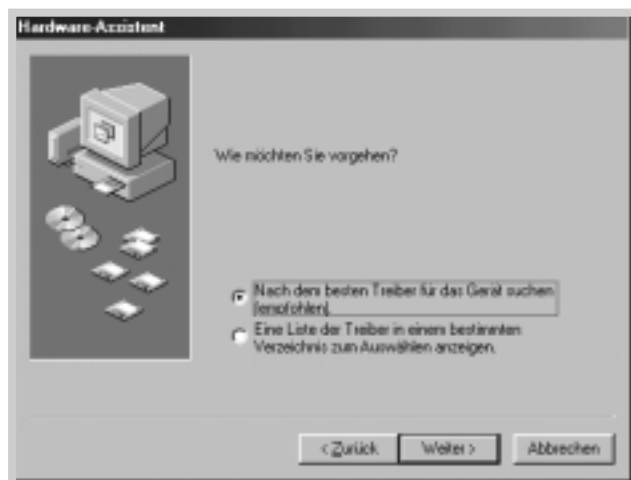 Hardware-Assistent
Wie möchten Sie vorgehen?
Nach dem besten Treiber für das Gerät suchen
(empfohlen).
Eine Liste der Treiber in einem bestimmten
Verzeichnis zum Auswählen anzeigen.
< Zurück
Weiter >
Abbrechen